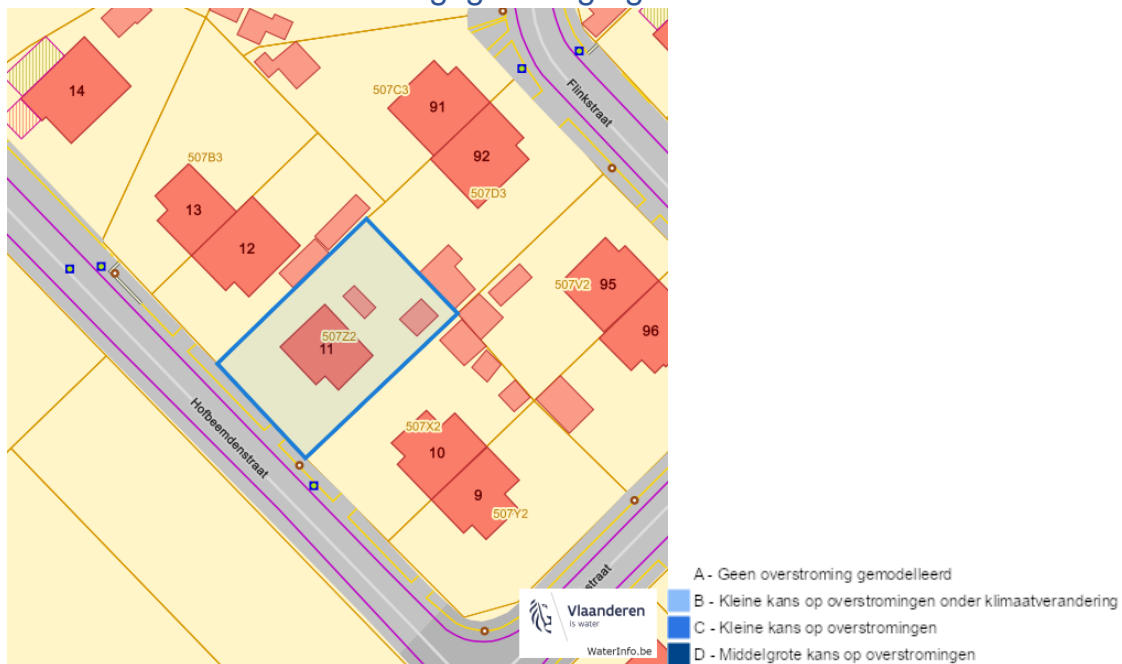 14
507C3
91
92
Flinkstraat
507B3
13
12
507D3
507V2
95
96
507Z2
11
Hofbeemdenstraat
507X2
10
9
507Y2
straat
Vlaanderen
is water
WaterInfo.be
A - Geen overstroming gemodelleerd
B - Kleine kans op overstromingen onder klimaatverandering
C - Kleine kans op overstromingen
D - Middelgrote kans op overstromingen